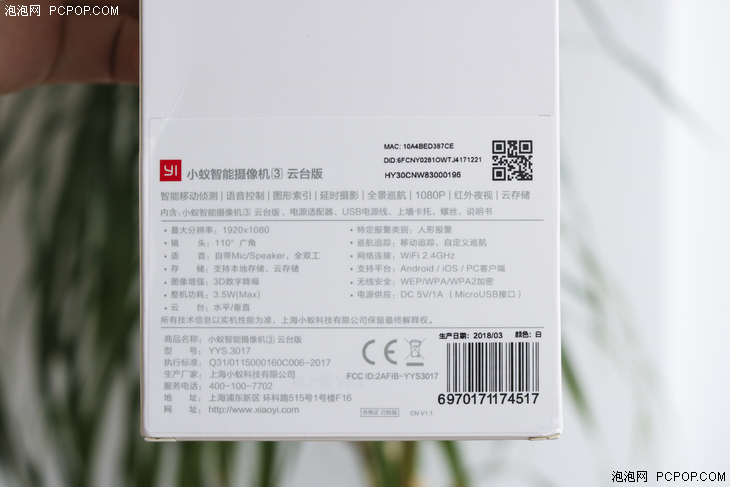 泡泡网 PCPOP.COM
泡泡网 PCPOP.COM
MAC: 10A4BED387CE
DID:6FCNY0281OWTJ4171221
HY30CNW83000196
YI 小蚁智能摄像机③ 云台版
智能移动侦测 | 语音控制 | 图形索引 | 延时摄影 | 全景巡航 | 1080P | 红外夜视 | 云存储
内含:小蚁智能摄像机③ 云台版、电源适配器、USB电源线、上墙卡托、螺丝、说明书
• 最大分辨率: 1920x1080
• 镜 头: 110° 广角
• 语 音: 自带Mic/Speaker, 全双工
• 存 储: 支持本地存储、云存储
• 图像增强: 3D数字降噪
• 整机功耗: 3.5W(Max)
• 云 台: 水平/垂直
• 特定报警类别: 人形报警
• 巡航追踪: 移动追踪, 自定义巡航
• 网络连接: WiFi 2.4GHz
• 支持平台: Android / iOS / PC客户端
• 无线安全: WEP/WPA/WPA2加密
• 电源供应: DC 5V/1A ( MicroUSB接口 )
所有技术信息以实机性能为准、上海小蚁科技有限公司保留最终解释权。
商品名称: 小蚁智能摄像机③ 云台版
型 号: YYS.3017
执行标准: Q31/0115000160C006-2017
生产厂商: 上海小蚁科技有限公司
服务电话: 400-100-7702
地 址: 上海浦东新区 环科路515号1号楼F16
网 址: http://www.xiaoyi.com
CE
FCC ID:2AFIB-YYS3017
合格证 已检验
CN V1.1
生产日期: 2018/03 颜色: 白
6970171174517
泡泡网 PCPOP.COM